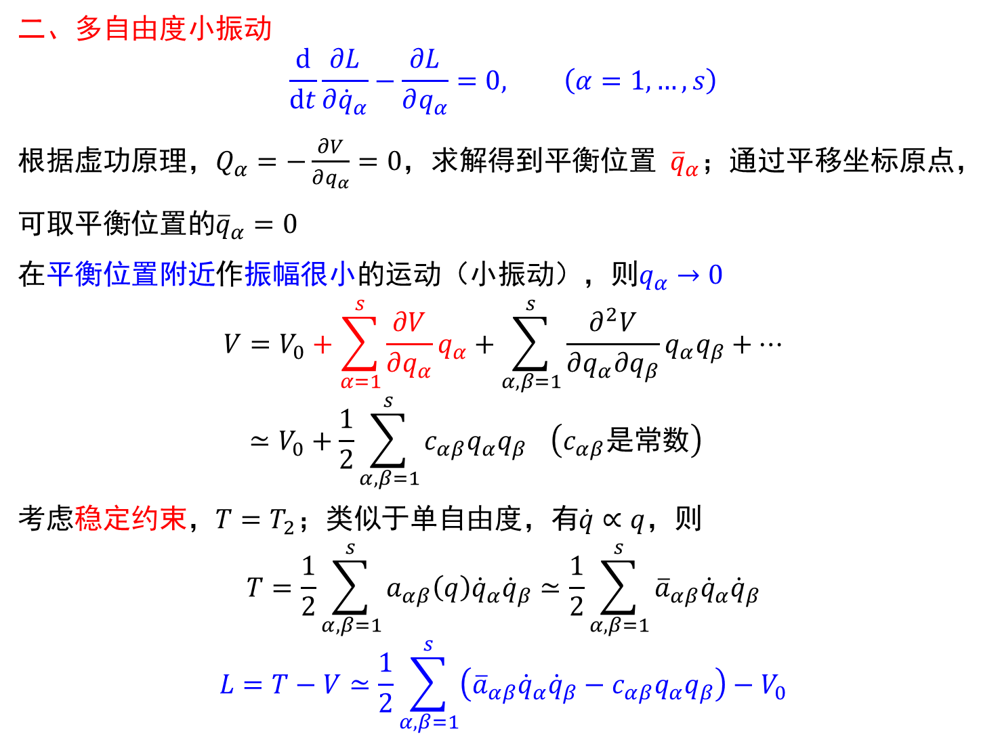 二、多自由度小振动
$\frac{\mathrm{d}}{\mathrm{d}t}\frac{\partial L}{\partial \dot{q}_\alpha} - \frac{\partial L}{\partial q_\alpha} = 0, \qquad (\alpha = 1, \ldots, s)$
根据虚功原理，$Q_\alpha = -\frac{\partial V}{\partial q_\alpha} = 0$，求解得到平衡位置 $\bar{q}_\alpha$；通过平移坐标原点，
可取平衡位置的$\bar{q}_\alpha = 0$
在平衡位置附近作振幅很小的运动（小振动），则$q_\alpha \to 0$
$V = V_0 + \sum_{\alpha=1}^{s} \frac{\partial V}{\partial q_\alpha} q_\alpha + \sum_{\alpha,\beta=1}^{s} \frac{\partial^2 V}{\partial q_\alpha \partial q_\beta} q_\alpha q_\beta + \cdots$
$\simeq V_0 + \frac{1}{2} \sum_{\alpha,\beta=1}^{s} c_{\alpha\beta} q_\alpha q_\beta \quad (c_{\alpha\beta}是常数)$
考虑稳定约束，$T = T_2$；类似于单自由度，有$\dot{q} \propto q$，则
$T = \frac{1}{2} \sum_{\alpha,\beta=1}^{s} a_{\alpha\beta}(q) \dot{q}_\alpha \dot{q}_\beta \simeq \frac{1}{2} \sum_{\alpha,\beta=1}^{s} \bar{a}_{\alpha\beta} \dot{q}_\alpha \dot{q}_\beta$
$L = T - V \simeq \frac{1}{2} \sum_{\alpha,\beta=1}^{s} (\bar{a}_{\alpha\beta} \dot{q}_\alpha \dot{q}_\beta - c_{\alpha\beta} q_\alpha q_\beta) - V_0$